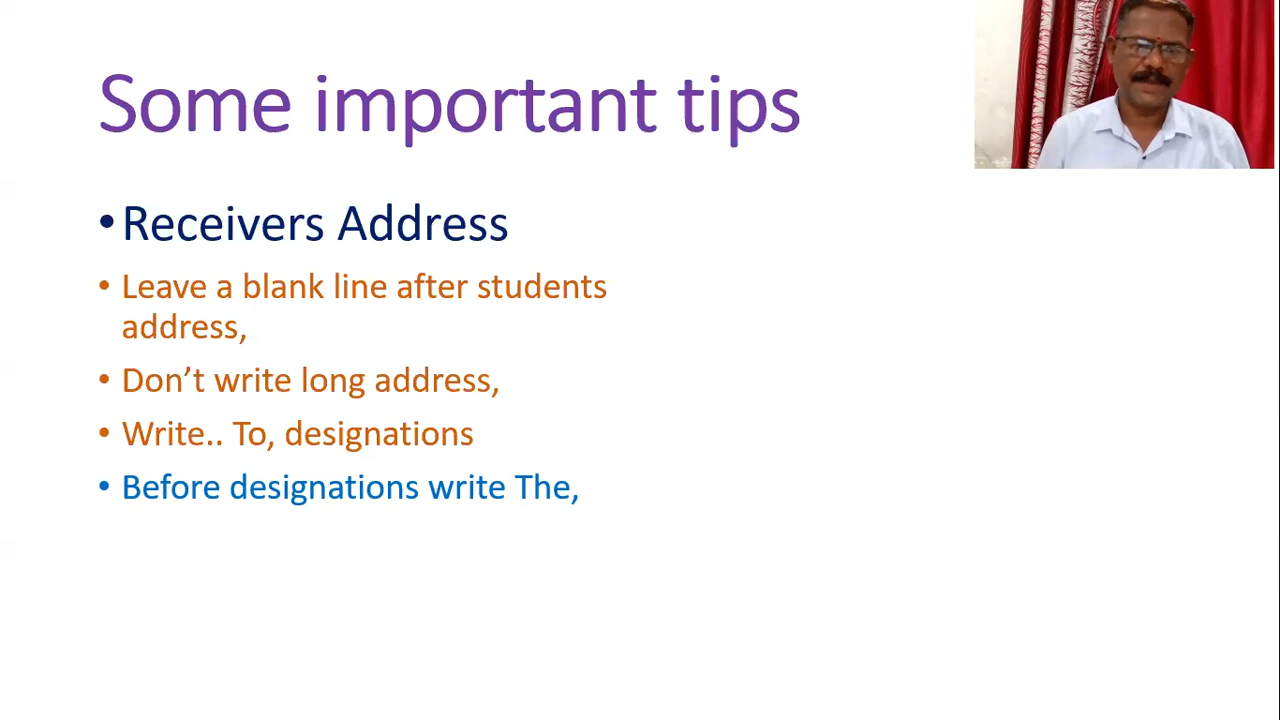 Some important tips
•Receivers Address
• Leave a blank line after students
address,
• Don’t write long address,
• Write.. To, designations
• Before designations write The,